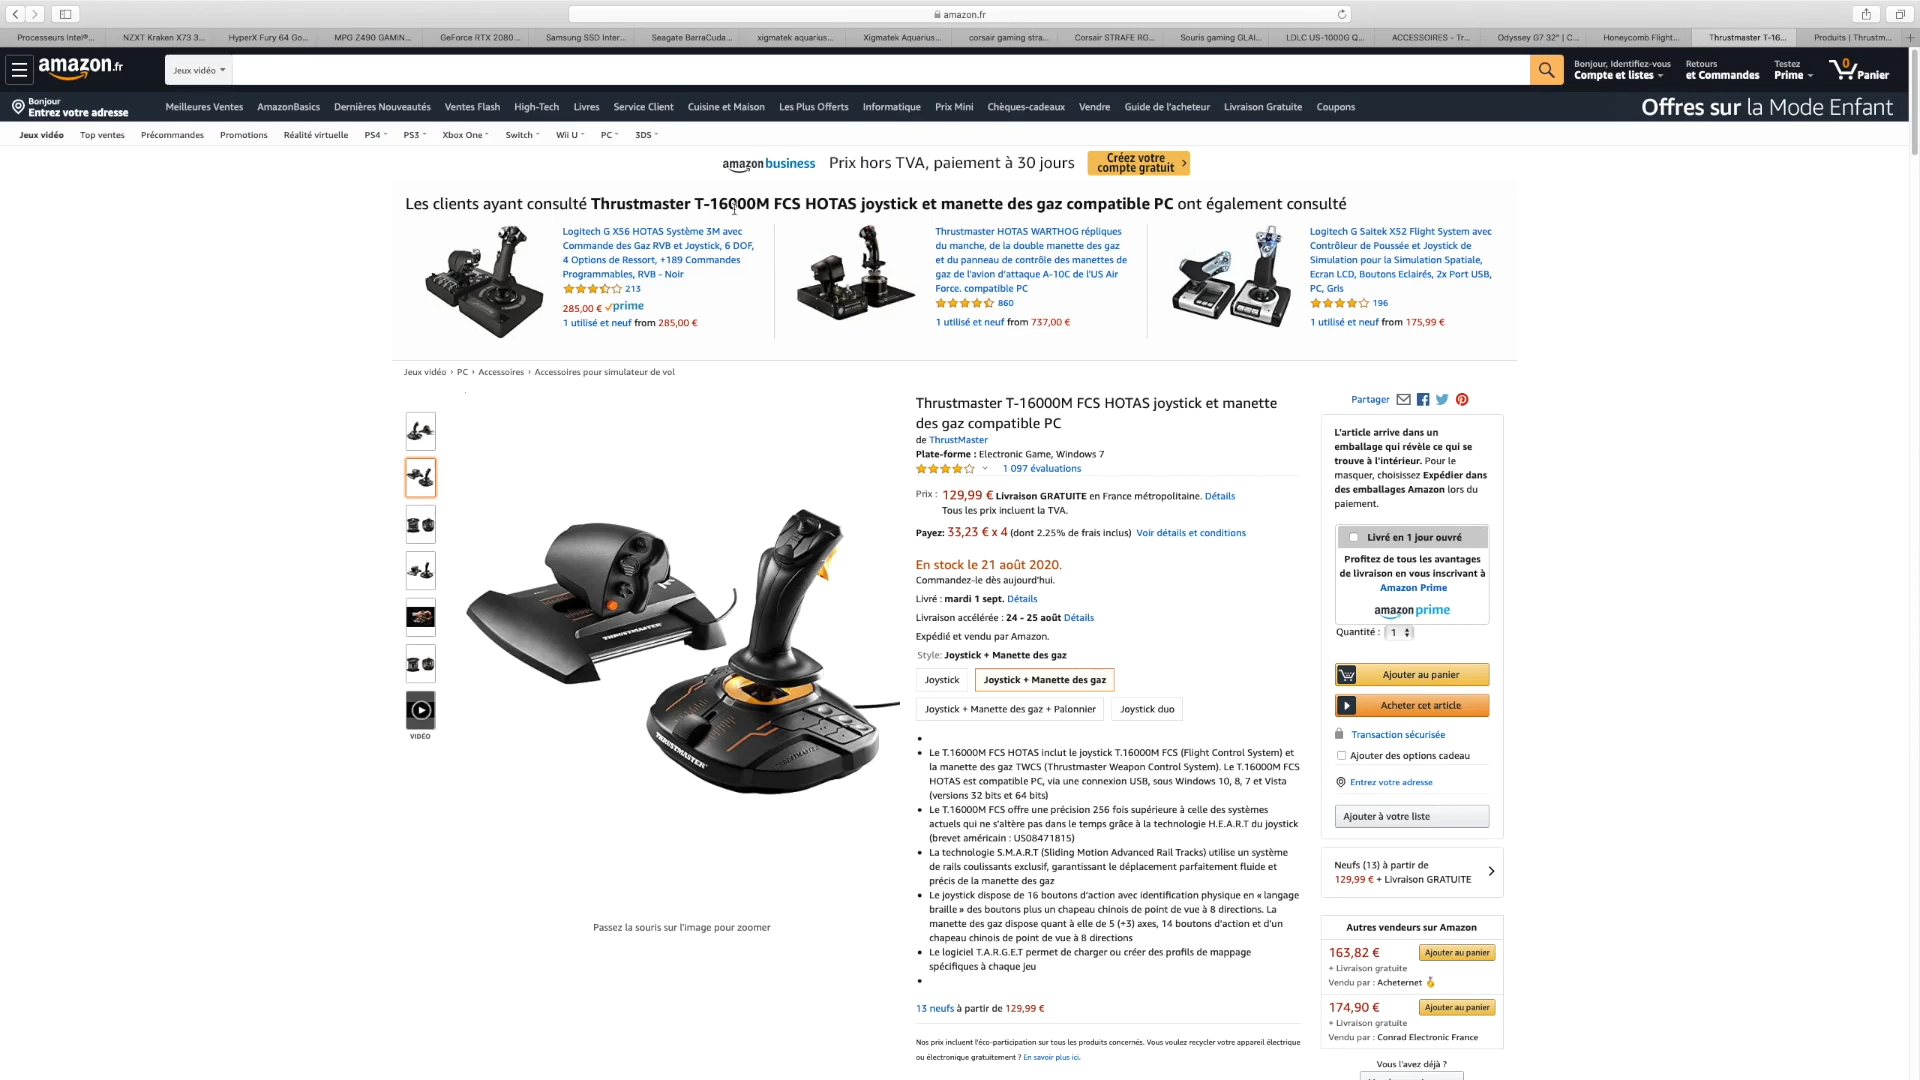 amazon.fr
Processeurs Intel®...
NZXT Kraken X73 3...
HyperX Fury 64 Go...
MPG Z490 GAMIN...
GeForce RTX 2080...
Samsung SSD Inter...
Seagate BarraCuda...
xigmatek aquarius...
Xigmatek Aquarius...
corsair gaming stra...
Corsair STRAFE RG...
Souris gaming GLAI...
LDLC US-1000G Q...
ACCESSOIRES - Tr...
Odyssey G7 32" | C...
Honeycomb Flight...
Thrustmaster T-16...
Produits | Thrustm...
amazon.fr
Jeux vidéo
Bonjour, Identifiez-vous
Compte et listes
Retours
et Commandes
Testez
Prime
0
Panier
Bonjour
Entrez votre adresse
Meilleures Ventes
AmazonBasics
Dernières Nouveautés
Ventes Flash
High-Tech
Livres
Service Client
Cuisine et Maison
Les Plus Offerts
Informatique
Prix Mini
Chèques-cadeaux
Vendre
Guide de l'acheteur
Livraison Gratuite
Coupons
Offres sur la Mode Enfant
Jeux vidéo
Top ventes
Précommandes
Promotions
Réalité virtuelle
PS4
PS3
Xbox One
Switch
Wii U
PC
3DS
amazon business Prix hors TVA, paiement à 30 jours
Créez votre
compte gratuit
Les clients ayant consulté Thrustmaster T-16000M FCS HOTAS joystick et manette des gaz compatible PC ont également consulté
Logitech G X56 HOTAS Système 3M avec
Commande des Gaz RVB et Joystick, 6 DOF,
4 Options de Ressort, +189 Commandes
Programmables, RVB - Noir
213
285,00 € prime
1 utilisé et neuf from 285,00 €
Thrustmaster HOTAS WARTHOG répliques
du manche, de la double manette des gaz
et du panneau de contrôle des manettes de
gaz de l'avion d'attaque A-10C de l'US Air
Force. compatible PC
860
1 utilisé et neuf from 737,00 €
Logitech G Saitek X52 Flight System avec
Contrôleur de Poussée et Joystick de
Simulation pour la Simulation Spatiale,
Ecran LCD, Boutons Eclairés, 2x Port USB,
PC, Gris
196
1 utilisé et neuf from 175,99 €
Jeux vidéo › PC › Accessoires › Accessoires pour simulateur de vol
VIDÉO
THRUSTMASTER
THRUSTMASTER
Passez la souris sur l'image pour zoomer
Thrustmaster T-16000M FCS HOTAS joystick et manette
des gaz compatible PC
de ThrustMaster
Plate-forme : Electronic Game, Windows 7
1 097 évaluations
Prix : 129,99 € Livraison GRATUITE en France métropolitaine. Détails
Tous les prix incluent la TVA.
Payez: 33,23 € x 4 (dont 2.25% de frais inclus) Voir détails et conditions
En stock le 21 août 2020.
Commandez-le dès aujourd'hui.
Livré : mardi 1 sept. Détails
Livraison accélérée : 24 - 25 août Détails
Expédié et vendu par Amazon.
Style: Joystick + Manette des gaz
Joystick
Joystick + Manette des gaz
Joystick + Manette des gaz + Palonnier
Joystick duo
Le T.16000M FCS HOTAS inclut le joystick T.16000M FCS (Flight Control System) et
la manette des gaz TWCS (Thrustmaster Weapon Control System). Le T.16000M FCS
HOTAS est compatible PC, via une connexion USB, sous Windows 10, 8, 7 et Vista
(versions 32 bits et 64 bits)
Le T.16000M FCS offre une précision 256 fois supérieure à celle des systèmes
actuels qui ne s'altère pas dans le temps grâce à la technologie H.E.A.R.T du joystick
(brevet américain : US08471815)
La technologie S.M.A.R.T (Sliding Motion Advanced Rail Tracks) utilise un système
de rails coulissants exclusif, garantissant le déplacement parfaitement fluide et
précis de la manette des gaz
Le joystick dispose de 16 boutons d'action avec identification physique en « langage
braille » des boutons plus un chapeau chinois de point de vue à 8 directions. La
manette des gaz dispose quant à elle de 5 (+3) axes, 14 boutons d'action et d'un
chapeau chinois de point de vue à 8 directions
Le logiciel T.A.R.G.E.T permet de charger ou créer des profils de mappage
spécifiques à chaque jeu
13 neufs à partir de 129,99 €
Nos prix incluent l'éco-participation sur tous les produits concernés. Vous voulez recycler votre appareil électrique
ou électronique gratuitement ? En savoir plus ici.
Partager
L'article arrive dans un
emballage qui révèle ce qui se
trouve à l'intérieur. Pour le
masquer, choisissez Expédier dans
des emballages Amazon lors du
paiement.
Livré en 1 jour ouvré
Profitez de tous les avantages
de livraison en vous inscrivant à
Amazon Prime
amazon prime
Quantité : 1
Ajouter au panier
Acheter cet article
Transaction sécurisée
Ajouter des options cadeau
Entrez votre adresse
Ajouter à votre liste
Neufs (13) à partir de
129,99 € + Livraison GRATUITE
Autres vendeurs sur Amazon
163,82 €
Ajouter au panier
+ Livraison gratuite
Vendu par : Acheternet
174,90 €
Ajouter au panier
+ Livraison gratuite
Vendu par : Conrad Electronic France
Vous l'avez déjà ?